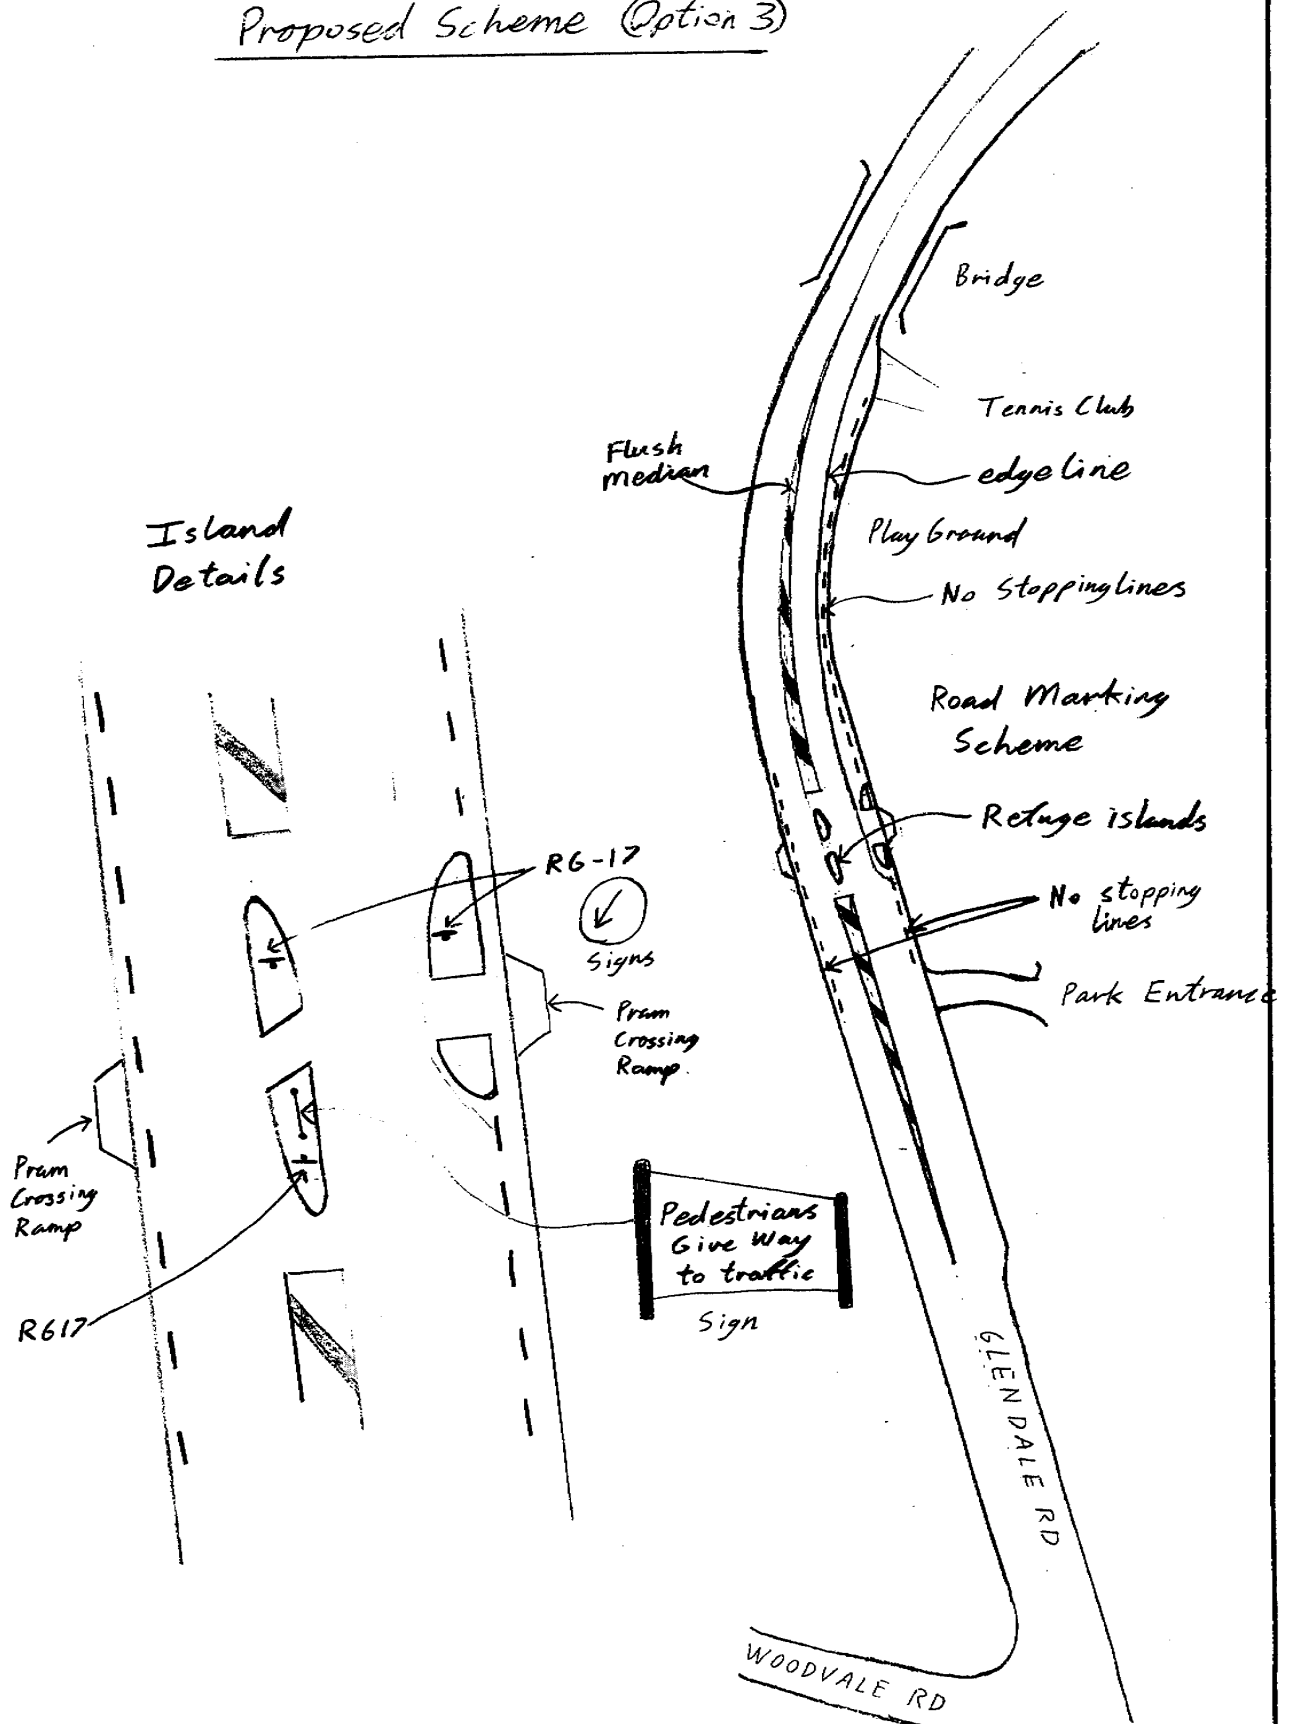 Proposed Scheme (Option 3)
Bridge
Tennis Club
Flush
median
edge line
Island
Details
Play Ground
No Stopping lines
Road Marking
Scheme
Refuge islands
RG-17
No stopping
lines
Signs
Park Entrance
Pram
Crossing
Ramp.
Pram
Crossing
Ramp
Pedestrians
Give Way
to traffic
Sign
RG17
GLENDALE RD
WOODVALE RD